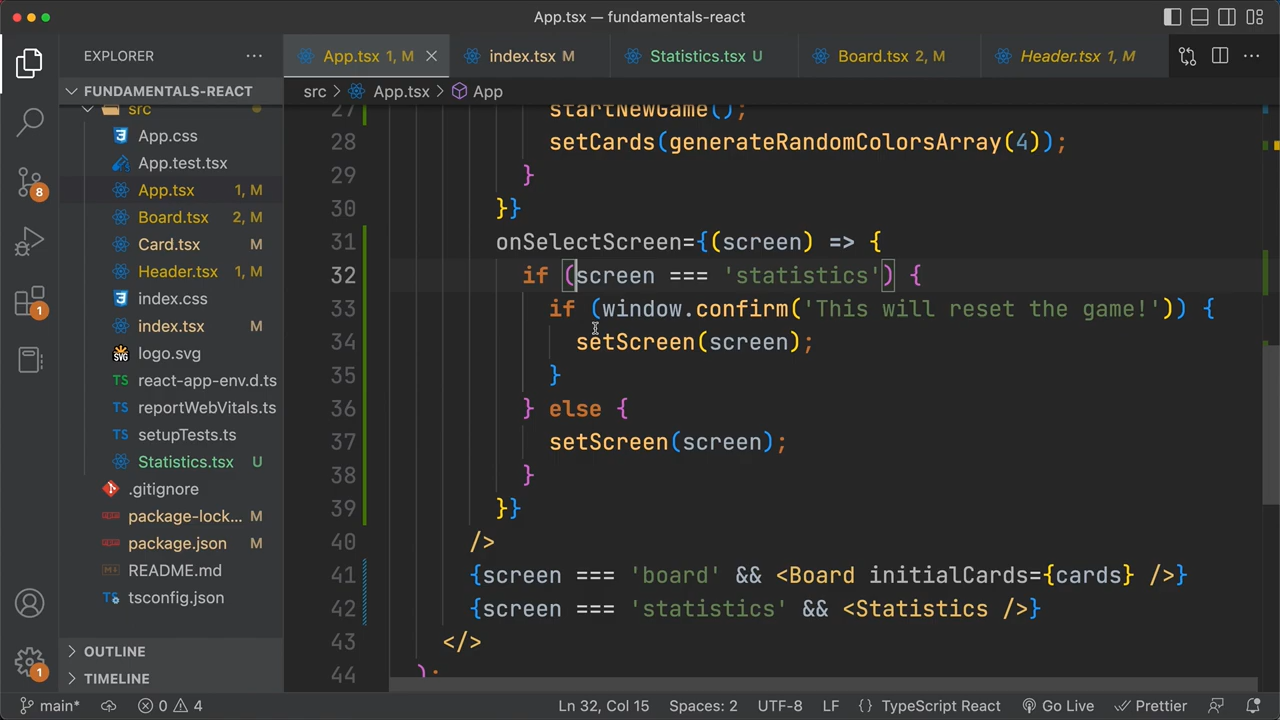 App.tsx — fundamentals-react
EXPLORER
App.tsx 1, M
index.tsx M
Statistics.tsx U
Board.tsx 2, M
Header.tsx 1, M
FUNDAMENTALS-REACT
src
App.css
App.test.tsx
App.tsx 1, M
Board.tsx 2, M
Card.tsx M
Header.tsx 1, M
index.css
index.tsx M
logo.svg
react-app-env.d.ts
reportWebVitals.ts
setupTests.ts
Statistics.tsx U
.gitignore
package-lock... M
package.json M
README.md
tsconfig.json
OUTLINE
TIMELINE
8
1
1
src > App.tsx > App
27 startNewGame();
28 setCards(generateRandomColorsArray(4));
29 }
30 }}
31 onSelectScreen={(screen) => {
32 if (screen === 'statistics') {
33 if (window.confirm('This will reset the game!')) {
34 setScreen(screen);
35 }
36 } else {
37 setScreen(screen);
38 }
39 }}
40 />
41 {screen === 'board' && <Board initialCards={cards} />}
42 {screen === 'statistics' && <Statistics />}
43 </>
44 );
main* 0 4 Ln 32, Col 15 Spaces: 2 UTF-8 LF {} TypeScript React Go Live Prettier